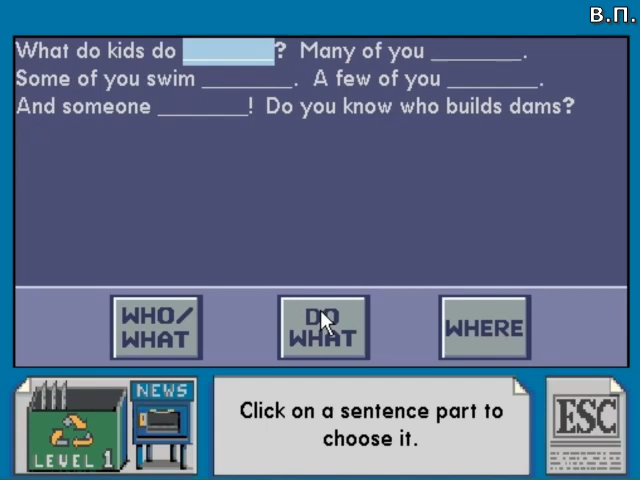 В.П.
What do kids do ________? Many of you ________.
Some of you swim ________. A few of you ________.
And someone ________! Do you know who builds dams?
WHO/
WHAT
DO
WHAT
WHERE
NEWS
LEVEL 1
Click on a sentence part to
choose it.
ESC